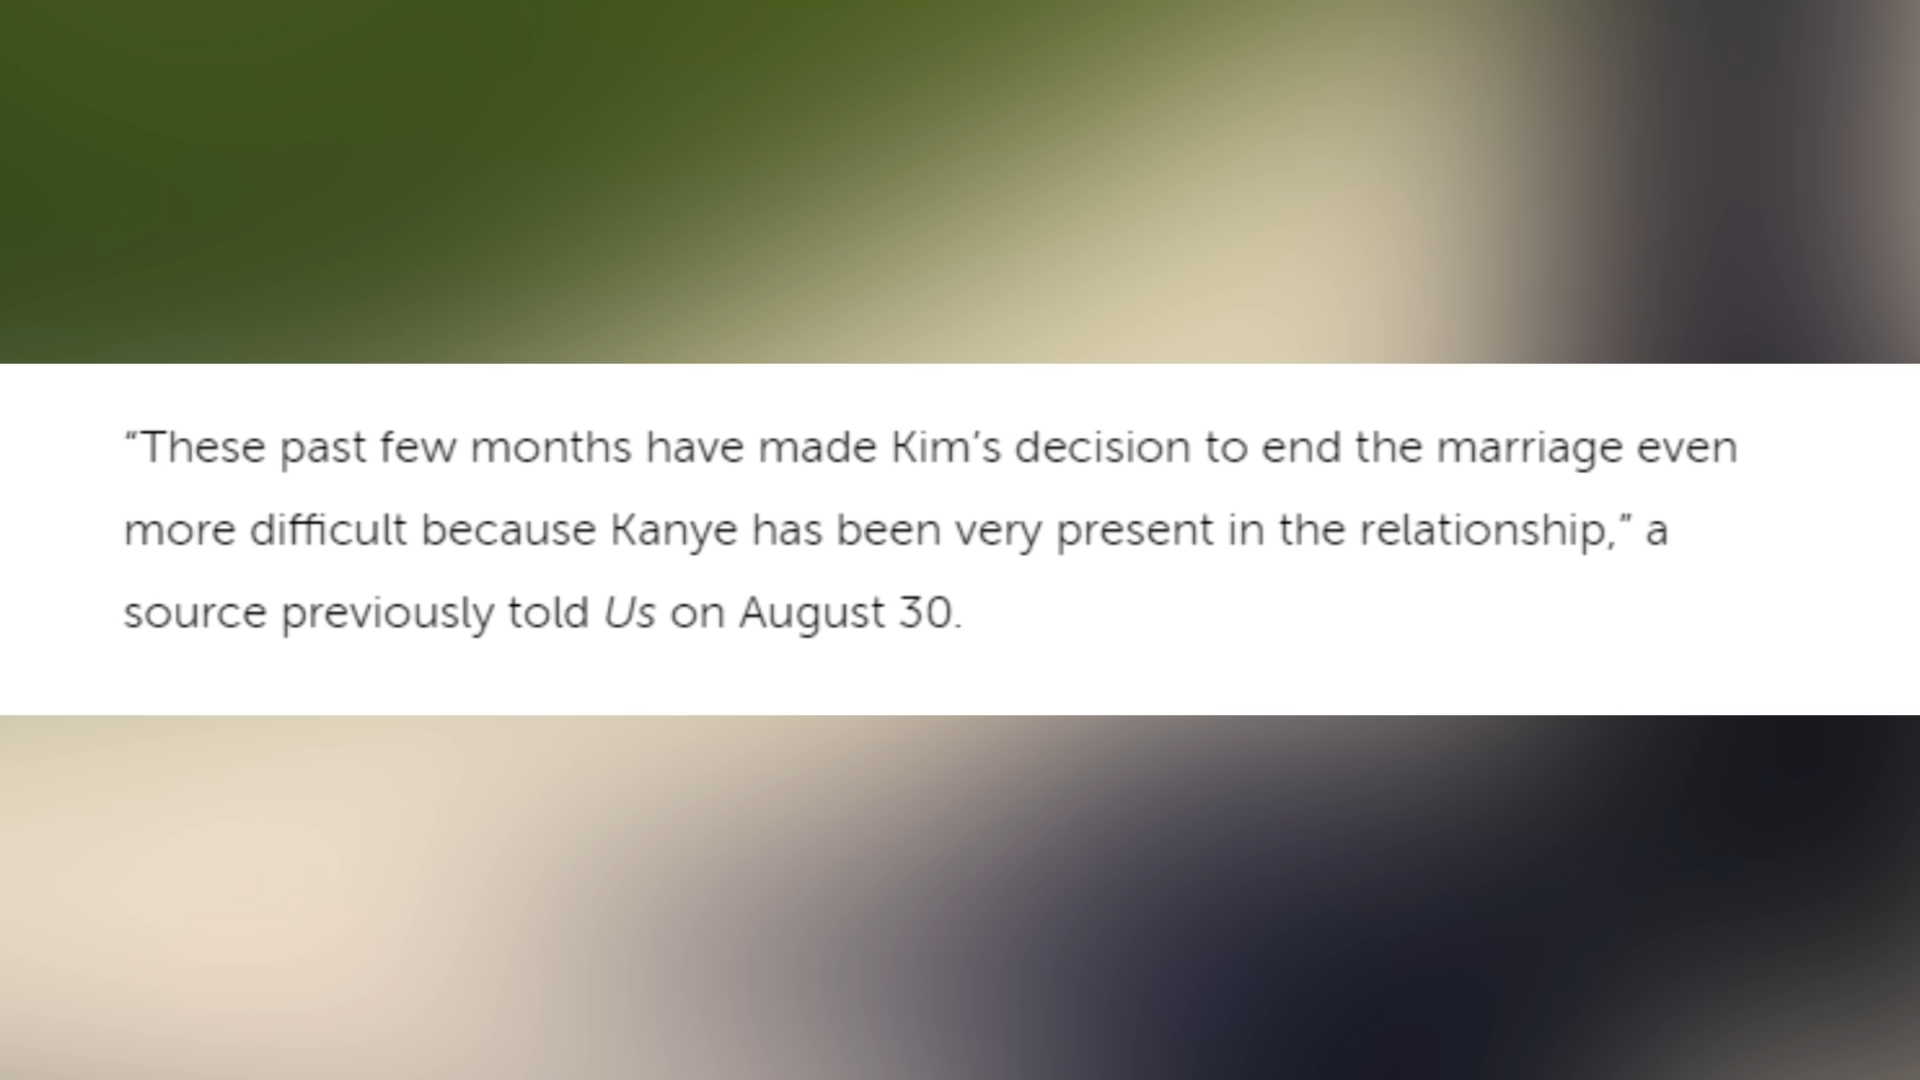 “These past few months have made Kim’s decision to end the marriage even
more difficult because Kanye has been very present in the relationship,” a
source previously told Us on August 30.